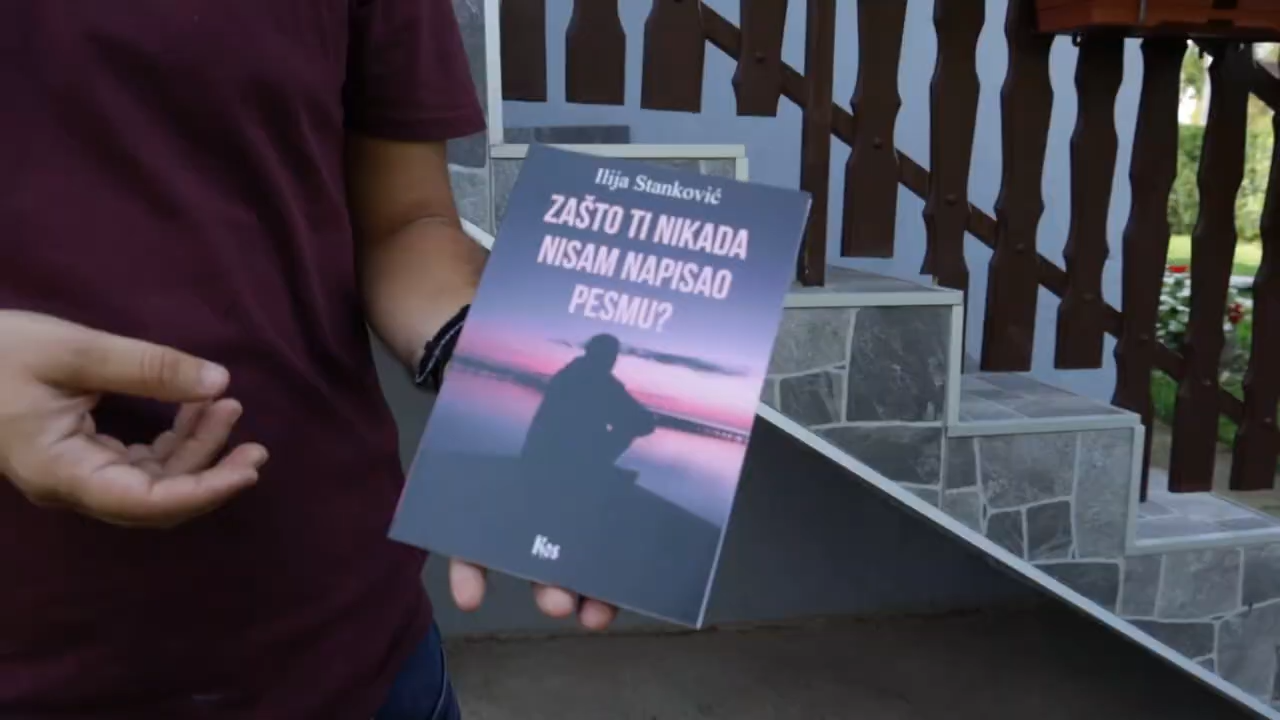 Ilija Stanković
ZAŠTO TI NIKADA
NISAM NAPISAO
PESMU?
Kos